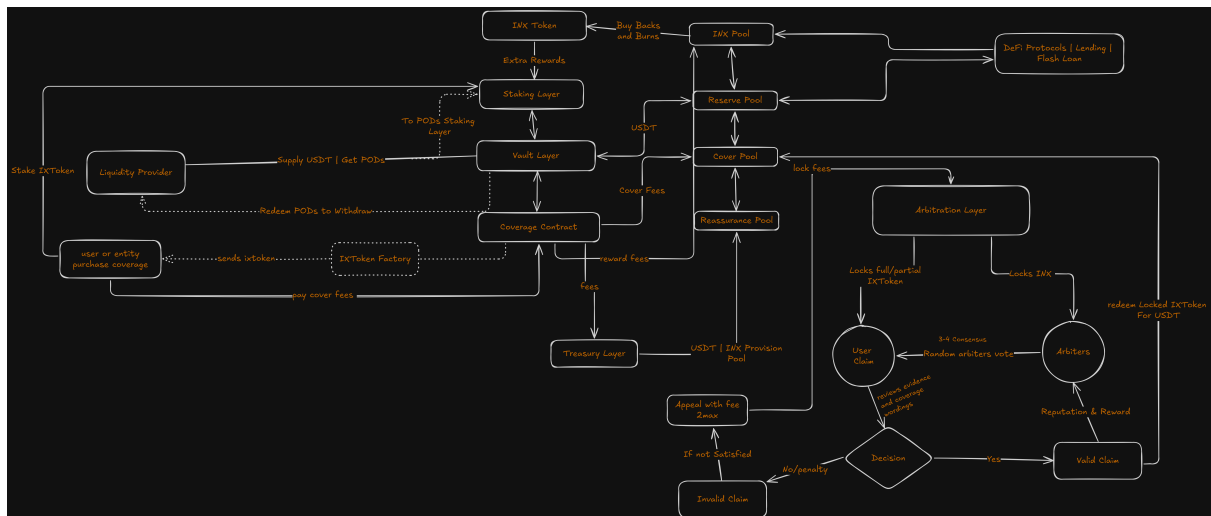 INX Token
Buy Backs
and Burns
INX Pool
DeFi Protocols | Lending |
Flash Loan
Extra Rewards
Staking Layer
Reserve Pool
To PODs Staking
Layer
USDT
Vault Layer
Cover Pool
Supply USDT | Get PODs
Liquidity Provider
Stake IXToken
lock fees
Cover Fees
Redeem PODs to Withdraw
Arbitration Layer
Coverage Contract
Reassurance Pool
user or entity
purchase coverage
sends ixtoken
IXToken Factory
reward fees
Locks full/partial
IXToken
Locks INX
fees
pay cover fees
redeem Locked IXToken
For USDT
Treasury Layer
USDT | INX Provision
Pool
User
Claim
3-4 Consensus
Random arbiters vote
Arbiters
reviews evidence
and coverage
wordings
Appeal with fee
2max
Reputation & Reward
If not Satisfied
No/penalty
Decision
Yes
Valid Claim
Invalid Claim